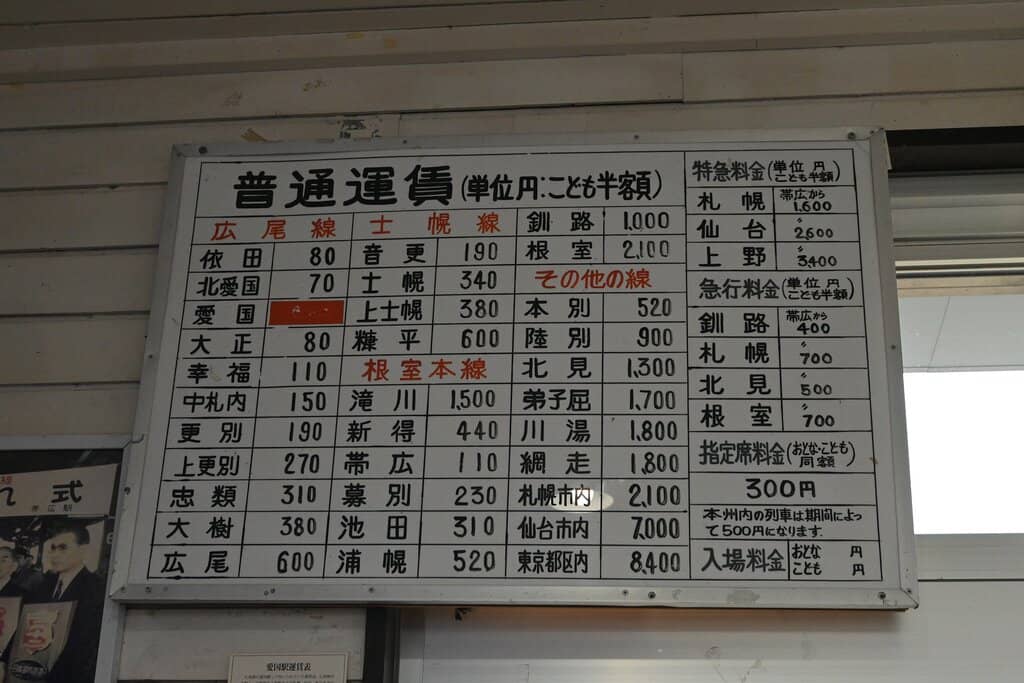 普通運賃(単位円:こども半額)
広尾線
依田 80
北愛国 70
愛国
大正 80
幸福 110
中札内 150
更別 190
上更別 270
忠類 310
大樹 380
広尾 600
士幌線
音更 190
士幌 340
上士幌 380
糠平 600
根室本線
滝川 1,500
新得 440
帯広 110
幕別 230
池田 310
浦幌 520
釧路 1,000
根室 2,100
その他の線
本別 520
陸別 900
北見 1,300
弟子屈 1,700
川湯 1,800
網走 1,800
札幌市内 2,100
仙台市内 7,000
東京都区内 8,400
特急料金(単位 円 こども半額)
札幌 帯広から 1,600
仙台 〃 2,600
上野 〃 3,400
急行料金(単位 円 こども半額)
釧路 帯広から 400
札幌 〃 700
北見 〃 500
根室 〃 700
指定席料金(おとな・こども 同額)
300円
本州内の列車は期間によっ
て500円になります.
入場料金 おとな 円
こども 円
式
愛国駅運賃表